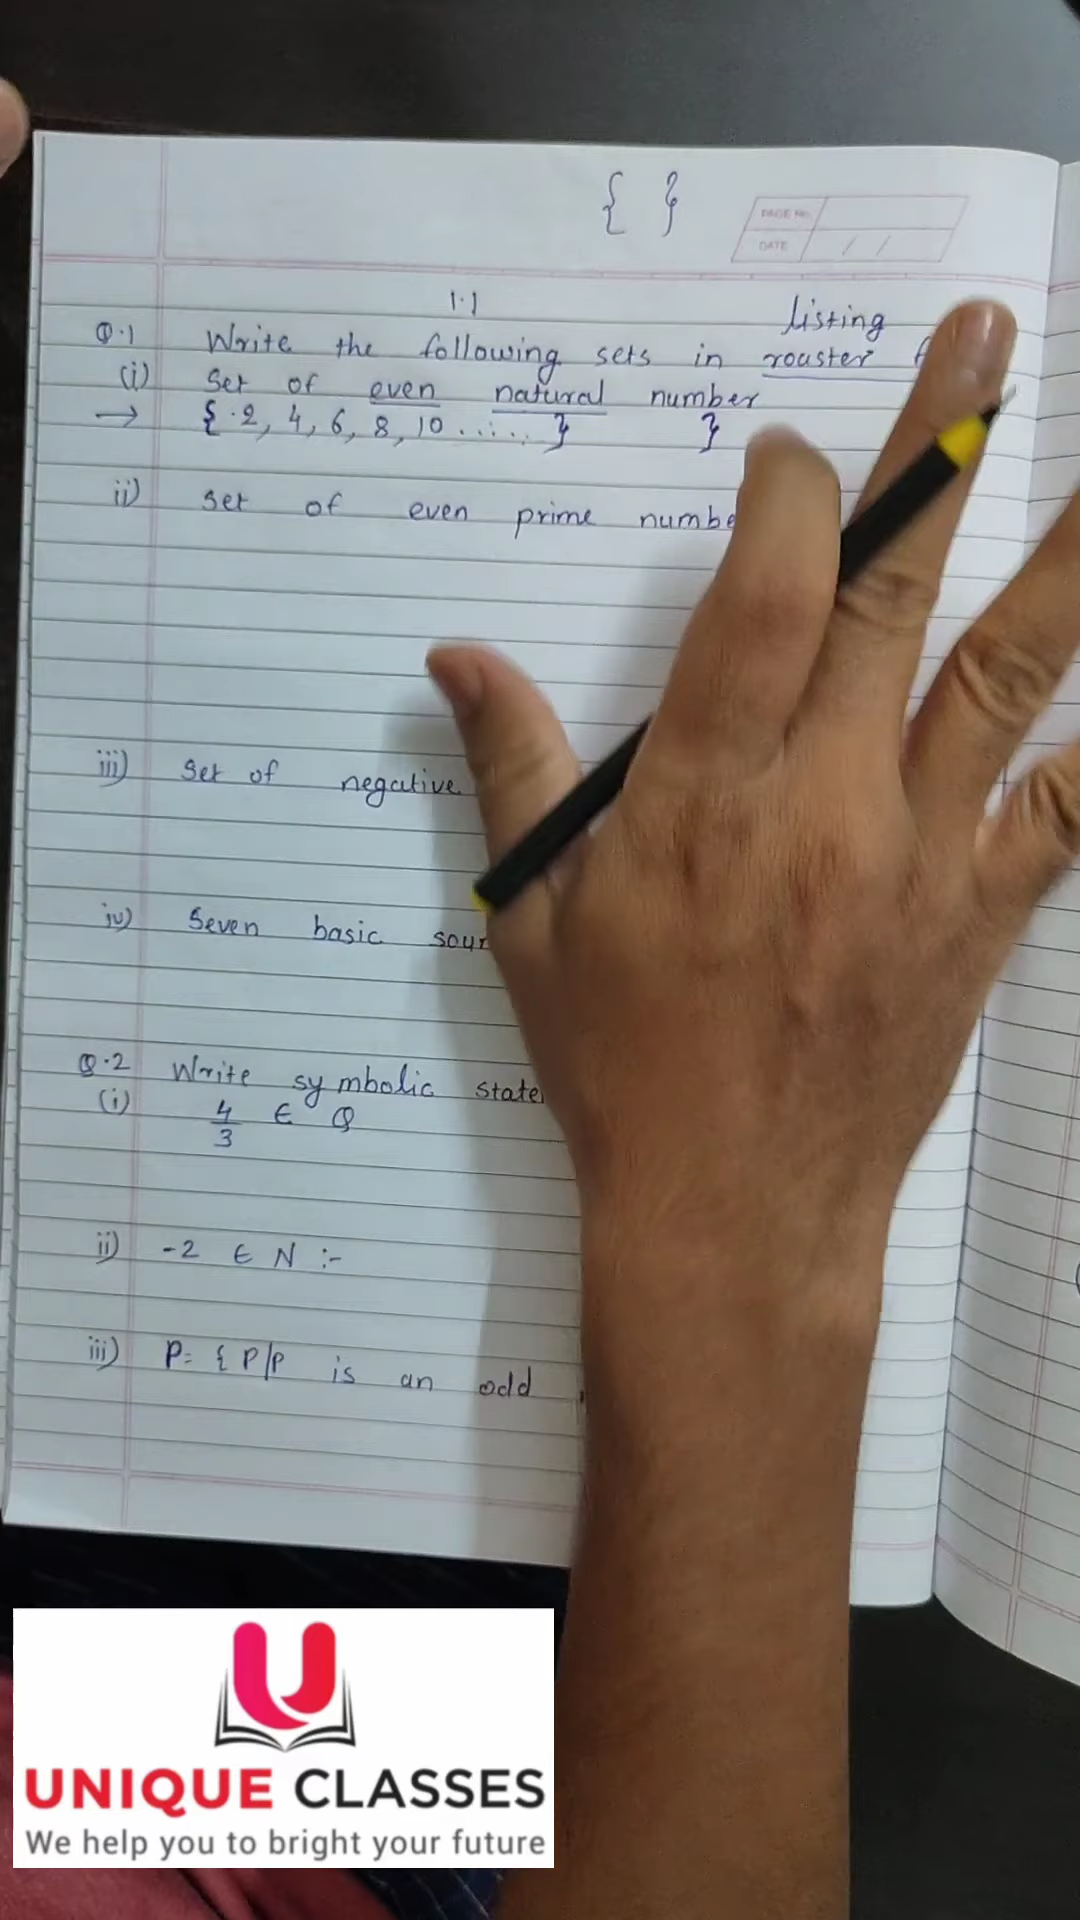 { }
PAGE No.
DATE / /
1.1
listing
Q.1 Write the following sets in rouster
(i) Set of even natural number
→ { 2, 4, 6, 8, 10 ...... } }
ii) Set of even prime
iii) Set of negative
iv) Seven basic
Q.2 Write symbolic
(i) 4/3 ∈ Q
ii) -2 ∈ N :-
iii) P= { P/P is an odd
UNIQUE CLASSES
We help you to bright your future